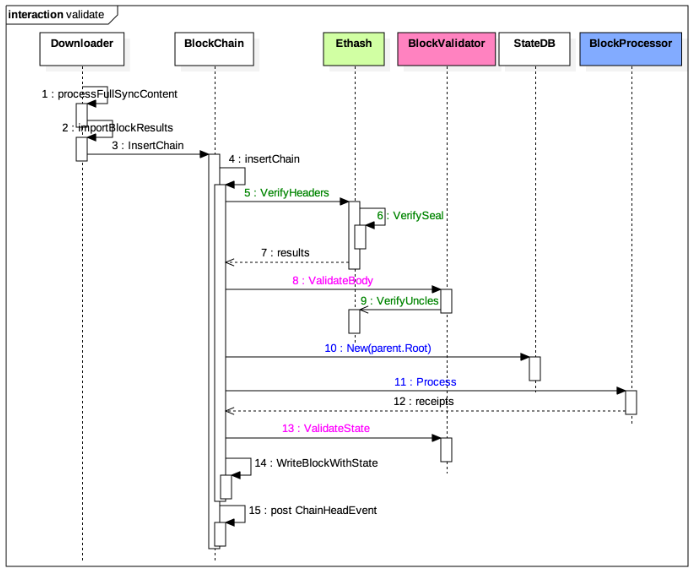 interaction validate
Downloader
BlockChain
Ethash
BlockValidator
StateDB
BlockProcessor
1 : processFullSyncContent
2 : importBlockResults
3 : InsertChain
4 : insertChain
5 : VerifyHeaders
6 : VerifySeal
7 : results
8 : ValidateBody
9 : VerifyUncles
10 : New(parent.Root)
11 : Process
12 : receipts
13 : ValidateState
14 : WriteBlockWithState
15 : post ChainHeadEvent